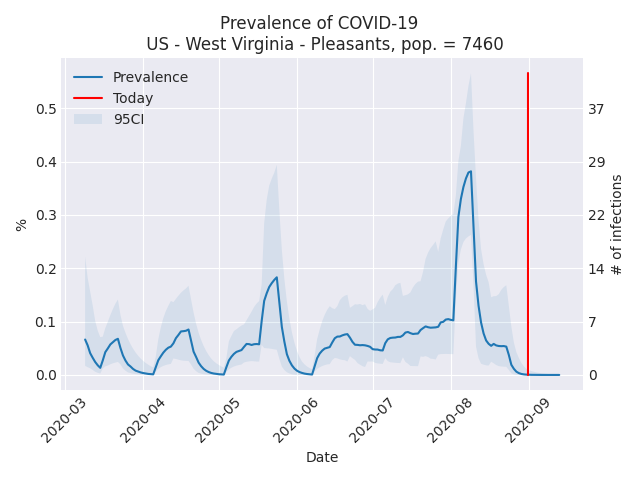 Prevalence of COVID-19
US - West Virginia - Pleasants, pop. = 7460
Prevalence
Today
95CI
0.5
0.4
0.3
0.2
0.1
0.0
%
37
29
22
14
7
0
# of infections
2020-03
2020-04
2020-05
2020-06
2020-07
2020-08
2020-09
Date